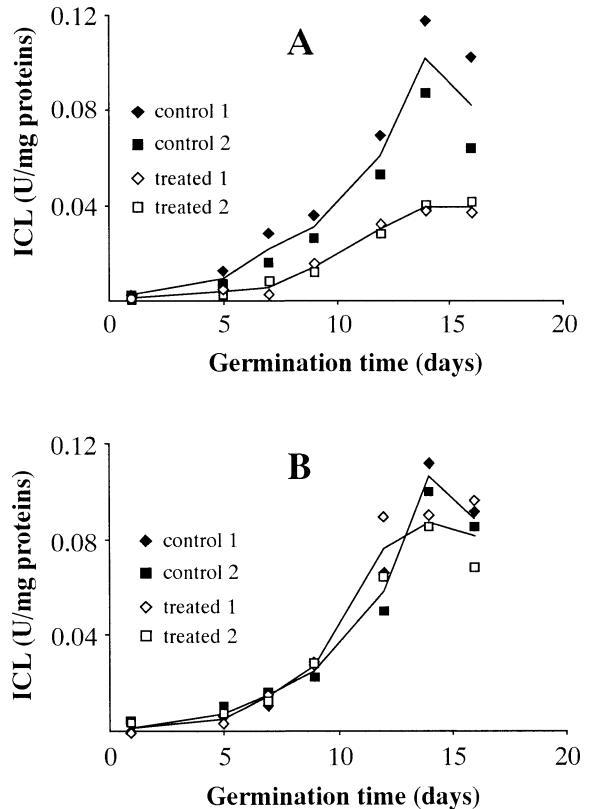 0.12
A
control 1
0.08
control 2
treated 1
0.04
treated 2
ICL (U/mg proteins)
0 5 10 15 20
Germination time (days)
0.12
B
control 1
0.08
control 2
treated 1
0.04
treated 2
ICL (U/mg proteins)
0 5 10 15 20
Germination time (days)